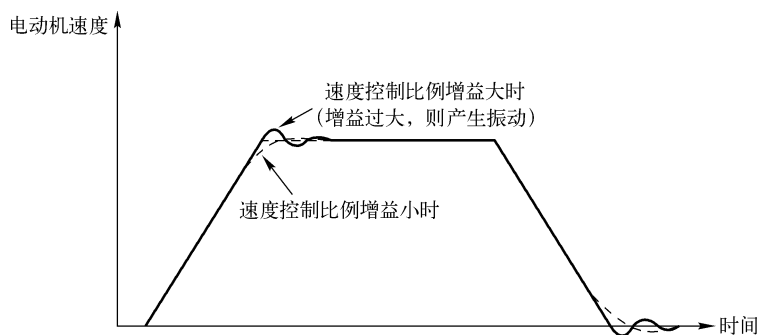 电动机速度
速度控制比例增益大时
（增益过大，则产生振动）
速度控制比例增益小时
时间